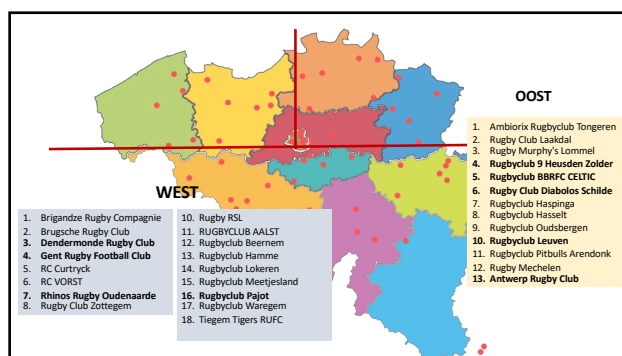 OOST
1. Ambiorix Rugbyclub Tongeren
2. Rugby Club Laakdal
3. Rugby Murphy's Lommel
4. Rugbyclub 9 Heusden Zolder
5. Rugbyclub BBRFC CELTIC
6. Rugby Club Diabolos Schilde
7. Rugbyclub Haspinga
8. Rugbyclub Hasselt
9. Rugbyclub Oudsbergen
10. Rugbyclub Leuven
11. Rugbyclub Pitbulls Arendonk
12. Rugby Mechelen
13. Antwerp Rugby Club
WEST
1. Brigandze Rugby Compagnie
2. Brugsche Rugby Club
3. Dendermonde Rugby Club
4. Gent Rugby Football Club
5. RC Curtryck
6. RC VORST
7. Rhinos Rugby Oudenaarde
8. Rugby Club Zottegem
10. Rugby RSL
11. RUGBYCLUB AALST
12. Rugbyclub Beernem
13. Rugbyclub Hamme
14. Rugbyclub Lokeren
15. Rugbyclub Meetjesland
16. Rugbyclub Pajot
17. Rugbyclub Waregem
18. Tiegem Tigers RUFC